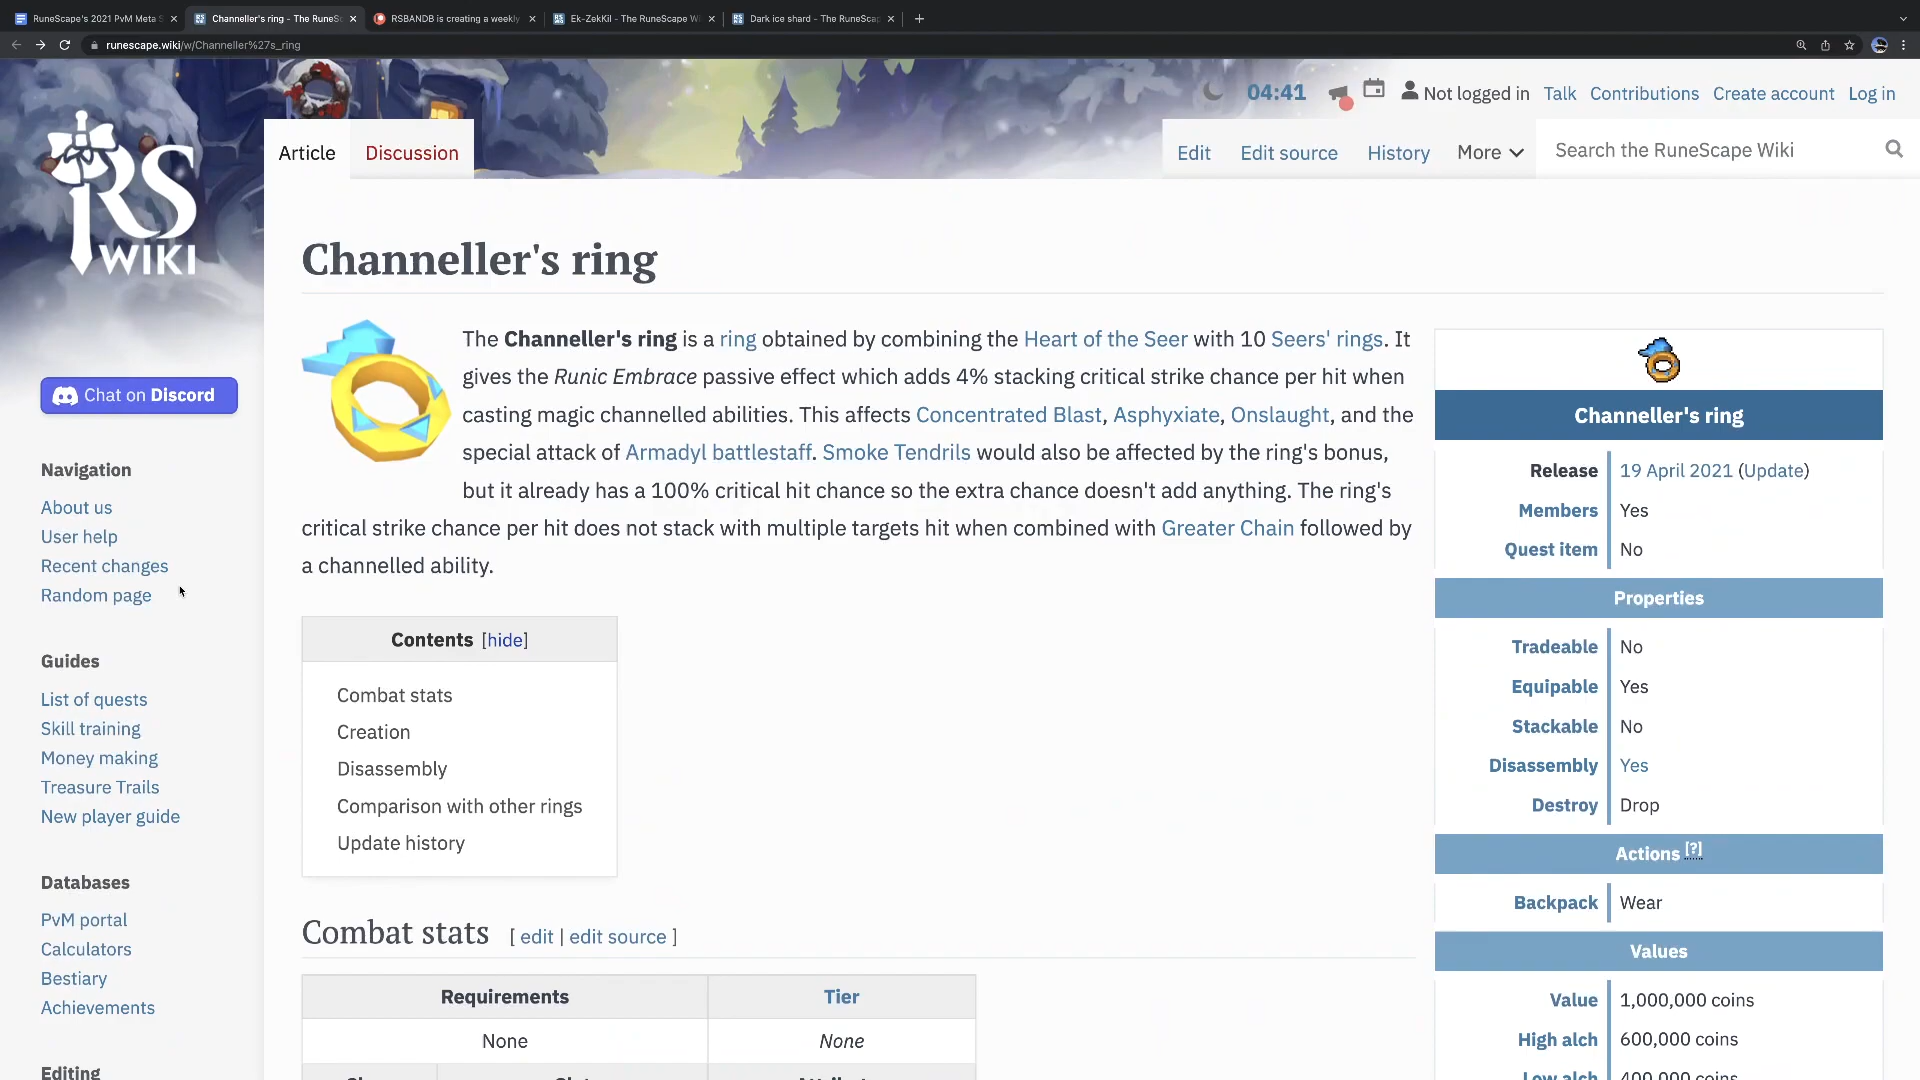 RuneScape's 2021 PvM Meta S
Channeller's ring - The RuneSc
RSBANDB is creating a weekly
Ek-ZekKil - The RuneScape Wi
Dark ice shard - The RuneScap
runescape.wiki/w/Channeller%27s_ring
04:41
Not logged in
Talk
Contributions
Create account
Log in
RS
WIKI
Article
Discussion
Edit
Edit source
History
More
Search the RuneScape Wiki
Channeller's ring
The Channeller's ring is a ring obtained by combining the Heart of the Seer with 10 Seers' rings. It
gives the Runic Embrace passive effect which adds 4% stacking critical strike chance per hit when
casting magic channelled abilities. This affects Concentrated Blast, Asphyxiate, Onslaught, and the
special attack of Armadyl battlestaff. Smoke Tendrils would also be affected by the ring's bonus,
but it already has a 100% critical hit chance so the extra chance doesn't add anything. The ring's
critical strike chance per hit does not stack with multiple targets hit when combined with Greater Chain followed by
a channelled ability.
Chat on Discord
Navigation
About us
User help
Recent changes
Random page
Guides
List of quests
Skill training
Money making
Treasure Trails
New player guide
Databases
PvM portal
Calculators
Bestiary
Achievements
Editing
Contents [hide]
Combat stats
Creation
Disassembly
Comparison with other rings
Update history
Combat stats [ edit | edit source ]
Requirements
Tier
None
None
Channeller's ring
Release 19 April 2021 (Update)
Members Yes
Quest item No
Properties
Tradeable No
Equipable Yes
Stackable No
Disassembly Yes
Destroy Drop
Actions [?]
Backpack Wear
Values
Value 1,000,000 coins
High alch 600,000 coins
Low alch 400,000 coins